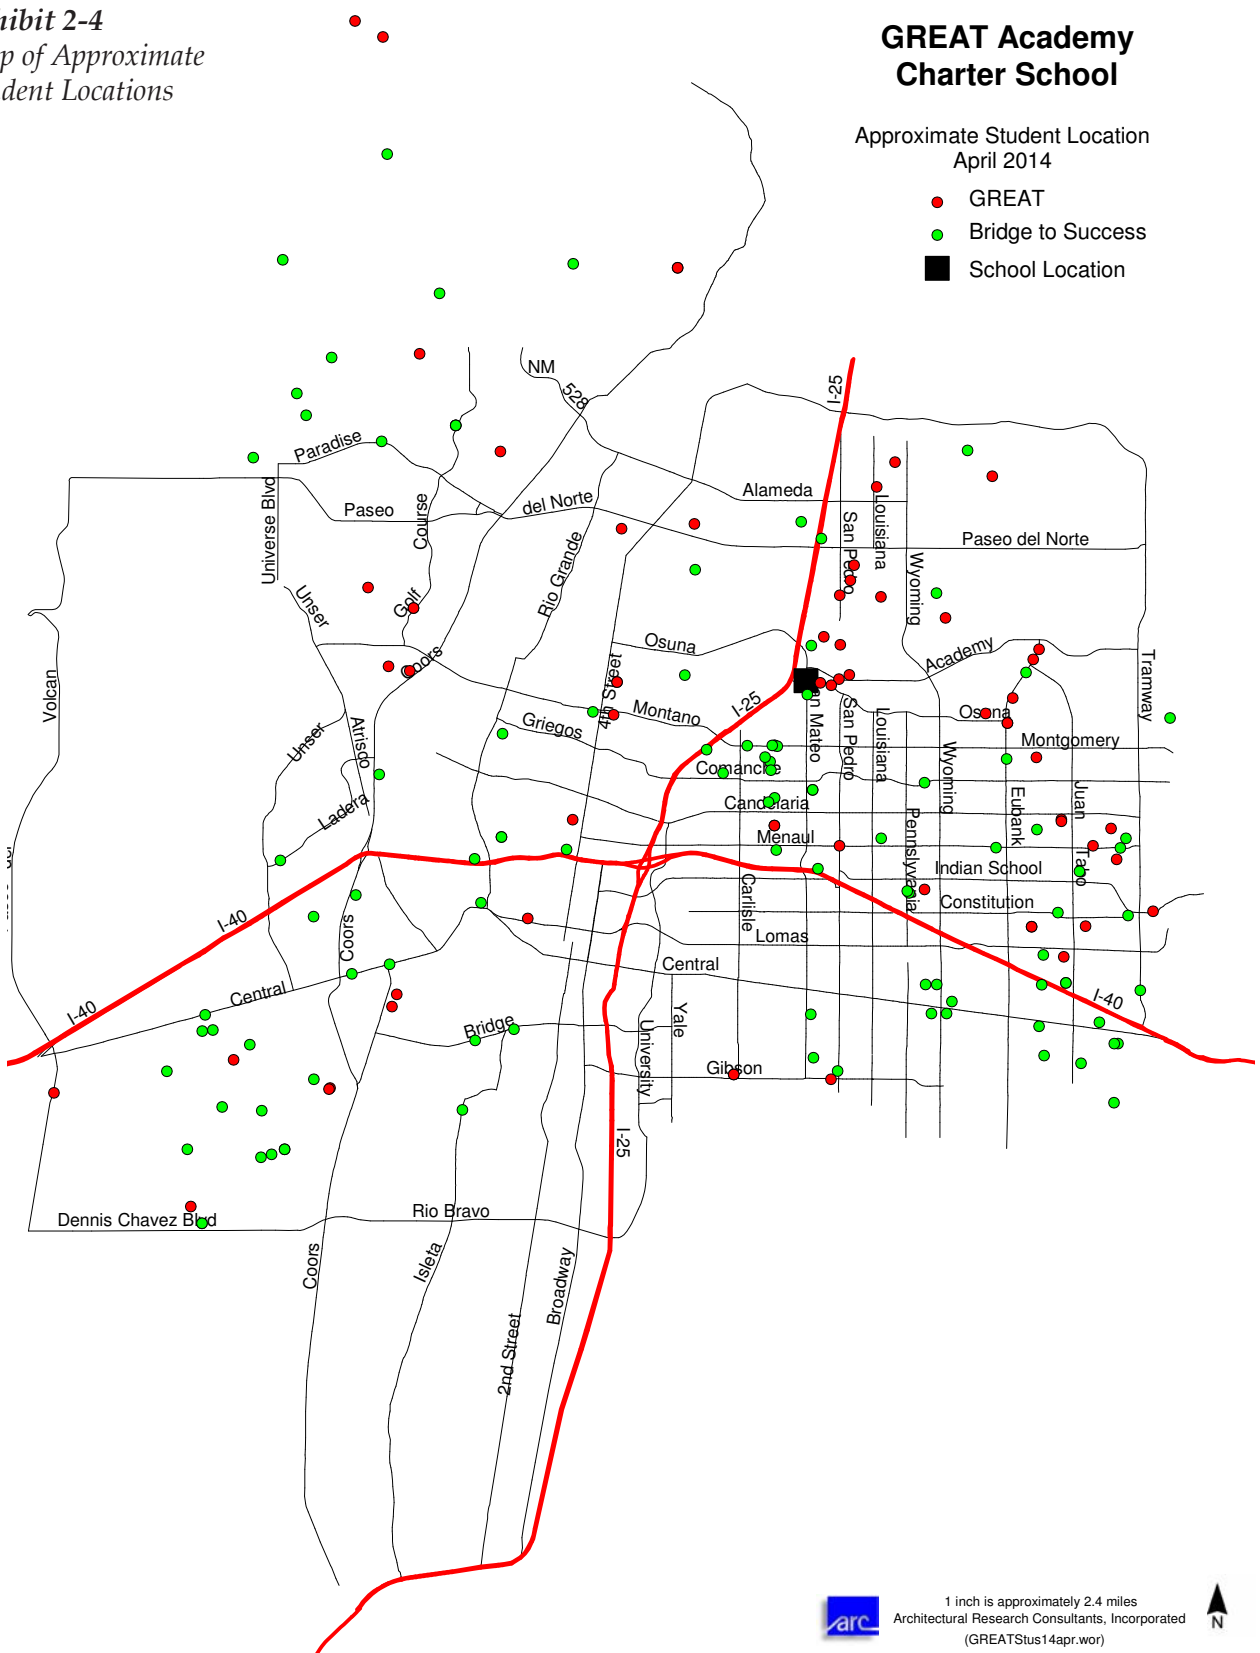 hibit 2-4
p of Approximate
dent Locations
GREAT Academy
Charter School
Approximate Student Location
April 2014
GREAT
Bridge to Success
School Location
NM
528
I-25
Paradise
Alameda
Universe Blvd
Paseo
Course
del Norte
San Pedro
Louisiana
Paseo del Norte
Rio Grande
Wyoming
Unser
Golf
Osuna
Academy
Coors
Volcan
4th Street
Tramway
I-25
Montano
Griegos
San Mateo
San Pedro
Louisiana
Osuna
Unser
Atrisco
Montgomery
Wyoming
Comanche
Juan
Tabo
Eubank
Ladera
Candelaria
Menaul
Pennsylvania
Indian School
Carlisle
Constitution
I-40
Coors
Lomas
Central
Central
I-40
I-40
Bridge
Yale
University
Gibson
I-25
Dennis Chavez Blvd
Rio Bravo
Coors
Isleta
Broadway
2nd Street
arc
1 inch is approximately 2.4 miles
Architectural Research Consultants, Incorporated
(GREATStus14apr.wor)
N